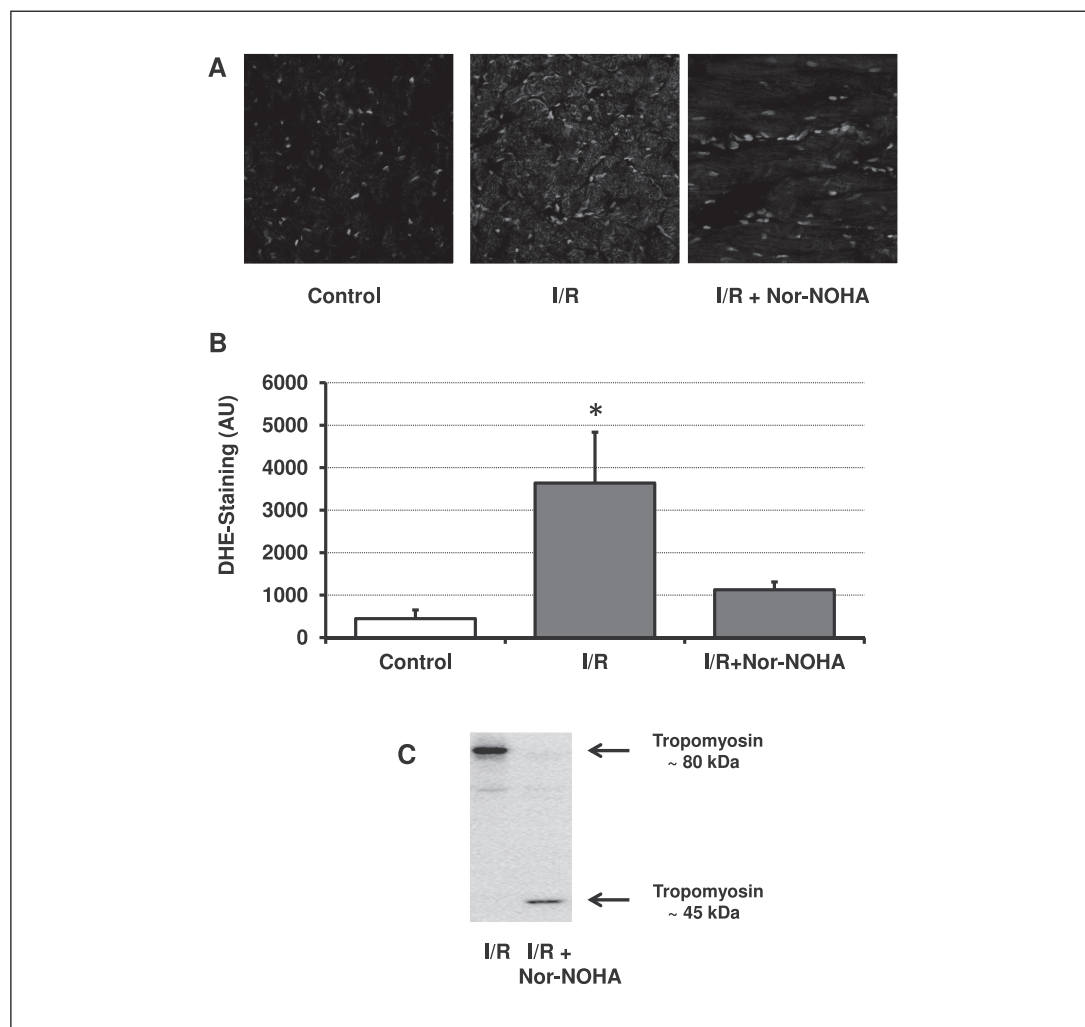 A
Control
I/R
I/R + Nor-NOHA
B
DHE-Staining (AU)
6000
5000
4000
3000
2000
1000
0
*
Control
I/R
I/R+Nor-NOHA
C
Tropomyosin
~ 80 kDa
Tropomyosin
~ 45 kDa
I/R
I/R +
Nor-NOHA